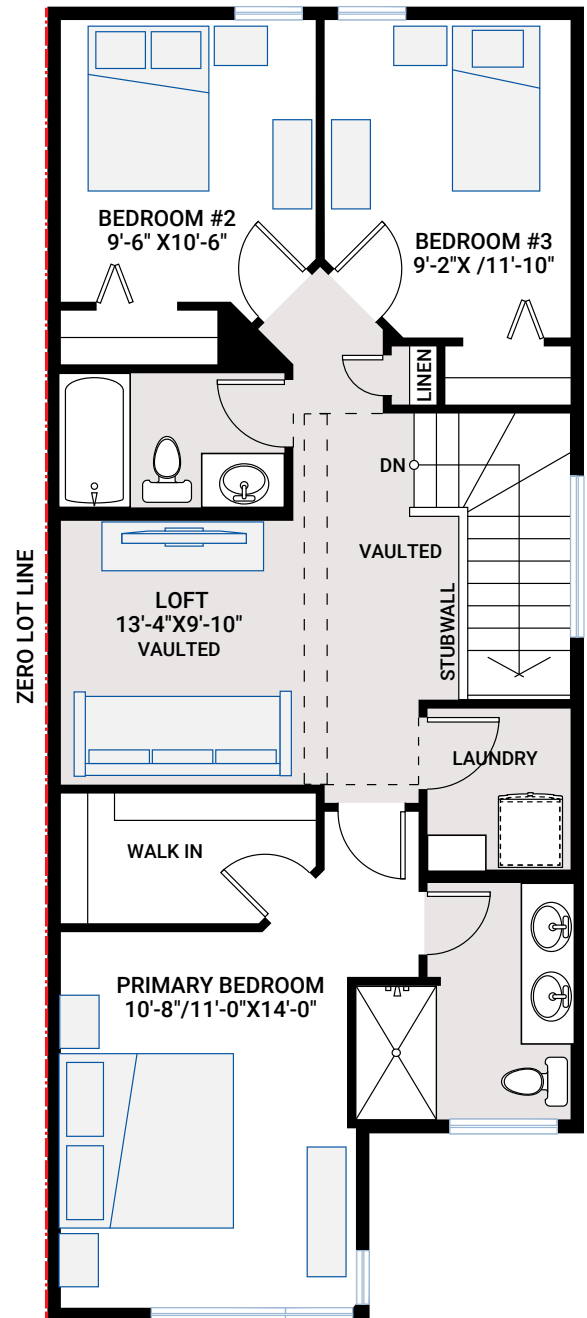 BEDROOM #2
9'-6" X10'-6"
BEDROOM #3
9'-2"X /11'-10"
LINEN
DN
VAULTED
STUBWALL
ZERO LOT LINE
LOFT
13'-4"X9'-10"
VAULTED
LAUNDRY
WALK IN
PRIMARY BEDROOM
10'-8"/11'-0"X14'-0"